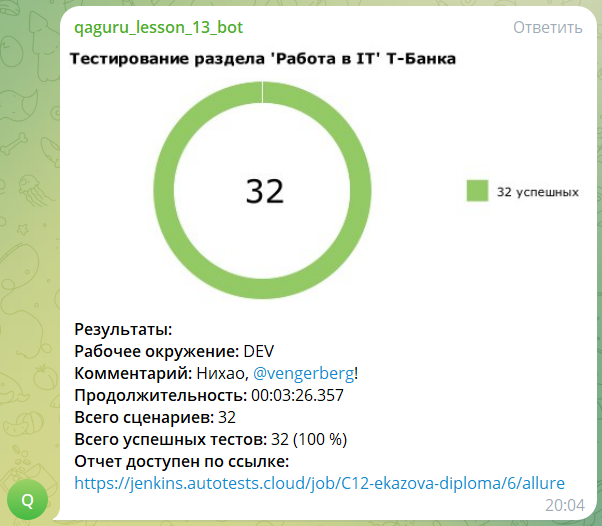 qaguru_lesson_13_bot Ответить
Тестирование раздела 'Работа в IT' Т-Банка
32
32 успешных
Результаты:
Рабочее окружение: DEV
Комментарий: Нихао, @vengerberg!
Продолжительность: 00:03:26.357
Всего сценариев: 32
Всего успешных тестов: 32 (100 %)
Отчет доступен по ссылке:
https://jenkins.autotests.cloud/job/C12-ekazova-diploma/6/allure
Q
20:04